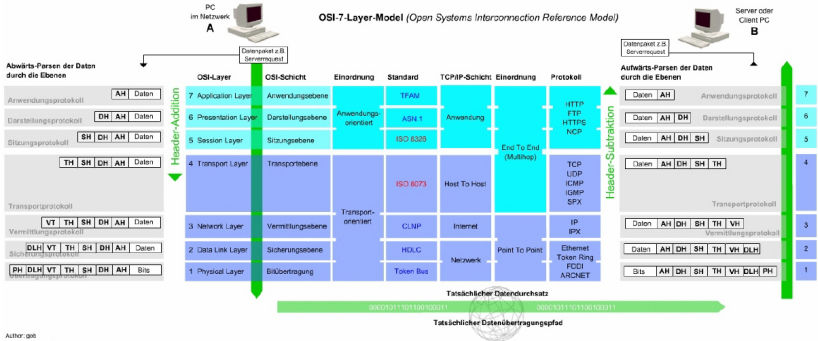 PC
im Netzwerk
A
OSI-7-Layer-Model (Open Systems Interconnection Reference Model)
Server oder
Client PC
B
Datenpaket z.B.
Serverrequest
Datenpaket z.B.
Serverrequest
Abwärts-Parsen der Daten
durch die Ebenen
Aufwärts-Parsen der Daten
durch die Ebenen
OSI-Layer OSI-Schicht Einordnung Standard TCP/IP-Schicht Einordnung Protokoll
AH Daten
Anwendungsprotokoll
DH AH Daten
Darstellungsprotokoll
SH DH AH Daten
Sitzungsprotokoll
TH SH DH AH Daten
Transportprotokoll
VT TH SH DH AH Daten
Vermittlungsprotokoll
DLH VT TH SH DH AH Daten
Sicherungsprotokoll
PH DLH VT TH SH DH AH Bits
Übertragungsprotokoll
Header-Addition
7 Application Layer Anwendungsebene
6 Presentation Layer Darstellungsebene
5 Session Layer Sitzungsebene
4 Transport Layer Transportebene
3 Network Layer Vermittlungsebene
2 Data Link Layer Sicherungsebene
1 Physical Layer Bitübertragung
Anwendungs-
orientiert
Transport-
orientiert
ASN.1
CLNP
HDLC
Token Bus
Anwendung
Host To Host
Internet
Netzwerk
End To End
(Multihop)
Point To Point
HTTP
FTP
HTTPS
NCP
TCP
UDP
ICMP
IGMP
SPX
IP
IPX
Ethernet
Token Ring
FDDI
ARCNET
Header-Subtraktion
Daten AH
Anwendungsprotokoll
7
Daten AH DH
Darstellungsprotokoll
6
Daten AH DH SH
Sitzungsprotokoll
5
Daten AH DH SH TH
Transportprotokoll
4
Daten AH DH SH TH VH
Vermittlungsprotokoll
3
Daten AH DH SH TH VH DLH
2
Bits AH DH SH TH VH DLH PH
1
Tatsächlicher Datendurchsatz
Tatsächlicher Datenübertragungspfad
Author: gob